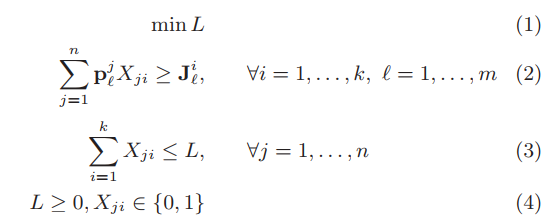 min L (1)
n
∑ p_ℓ^j X_{ji} ≥ J_ℓ^i, ∀i = 1, . . . , k, ℓ = 1, . . . , m (2)
j=1
k
∑ X_{ji} ≤ L, ∀j = 1, . . . , n (3)
i=1
L ≥ 0, X_{ji} ∈ {0, 1} (4)